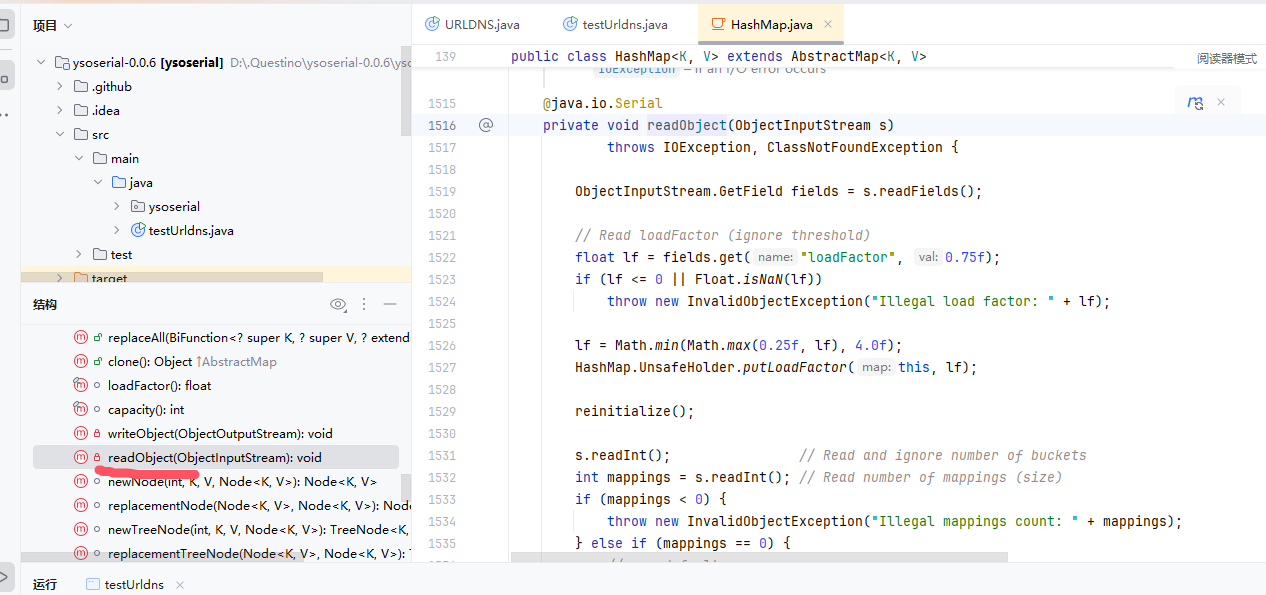 项目
ysoserial-0.0.6 [ysoserial] D:\.Questino\ysoserial-0.0.6\yso
.github
.idea
src
main
java
ysoserial
testUrldns.java
test
target
结构
replaceAll(BiFunction<? super K, ? super V, ? extend
clone(): Object ↑AbstractMap
loadFactor(): float
capacity(): int
writeObject(ObjectOutputStream): void
readObject(ObjectInputStream): void
newNode(int, K, V, Node<K, V>): Node<K, V>
replacementNode(Node<K, V>, Node<K, V>): Node
newTreeNode(int, K, V, Node<K, V>): TreeNode<K,
replacementTreeNode(Node<K, V>, Node<K, V>): T
URLDNS.java testUrldns.java HashMap.java
139 public class HashMap<K, V> extends AbstractMap<K, V> 阅读器模式
IOException – if an I/O error occurs
1515 @java.io.Serial
1516 @ private void readObject(ObjectInputStream s)
1517 throws IOException, ClassNotFoundException {
1518
1519 ObjectInputStream.GetField fields = s.readFields();
1520
1521 // Read loadFactor (ignore threshold)
1522 float lf = fields.get( name: "loadFactor", val: 0.75f);
1523 if (lf <= 0 || Float.isNaN(lf))
1524 throw new InvalidObjectException("Illegal load factor: " + lf);
1525
1526 lf = Math.min(Math.max(0.25f, lf), 4.0f);
1527 HashMap.UnsafeHolder.putLoadFactor( map: this, lf);
1528
1529 reinitialize();
1530
1531 s.readInt(); // Read and ignore number of buckets
1532 int mappings = s.readInt(); // Read number of mappings (size)
1533 if (mappings < 0) {
1534 throw new InvalidObjectException("Illegal mappings count: " + mappings);
1535 } else if (mappings == 0) {
运行 testUrldns